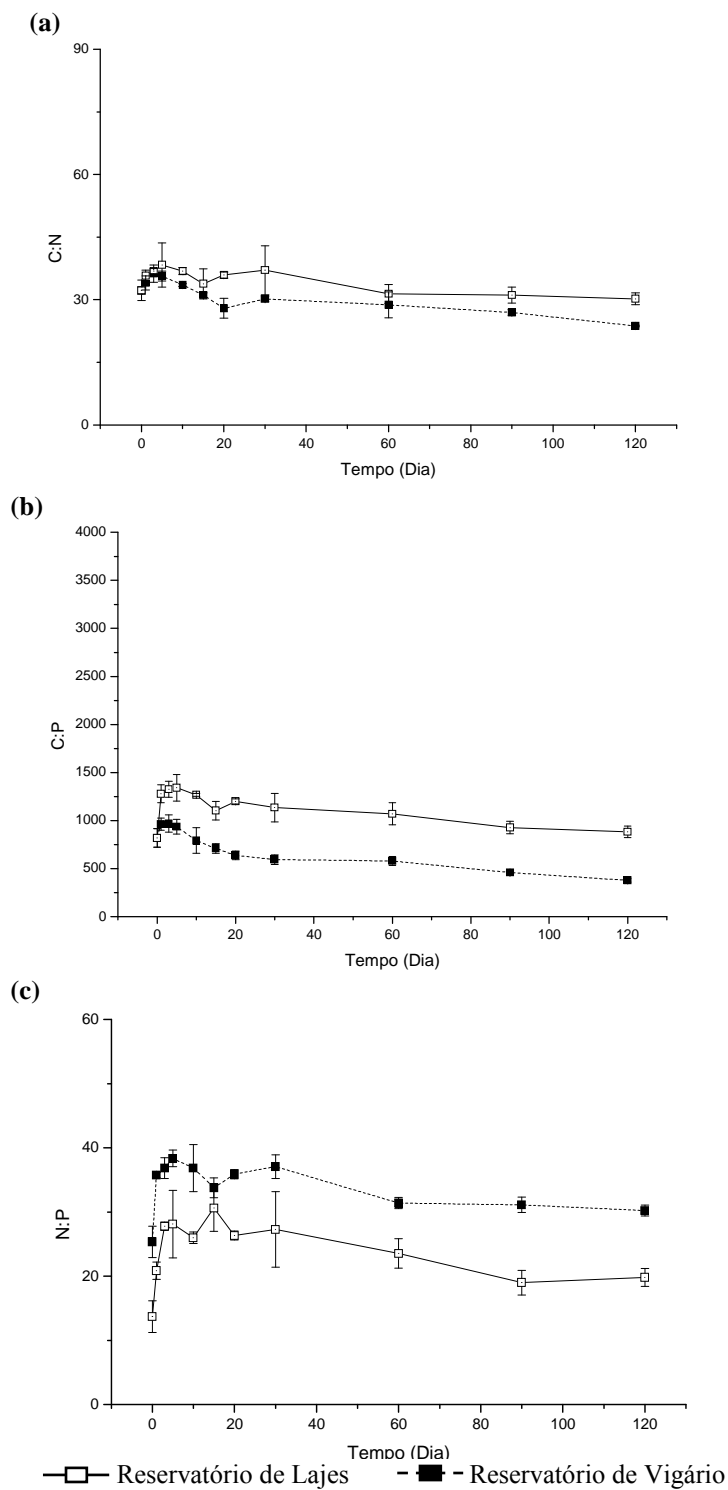 (a)
90
60
30
0
C:N
0 20 40 60 80 100 120
Tempo (Dia)
(b)
4000
3500
3000
2500
2000
1500
1000
500
0
C:P
0 20 40 60 80 100 120
Tempo (Dia)
(c)
60
40
20
0
N:P
0 20 40 60 80 100 120
Tempo (Dia)
Reservatório de Lajes Reservatório de Vigário